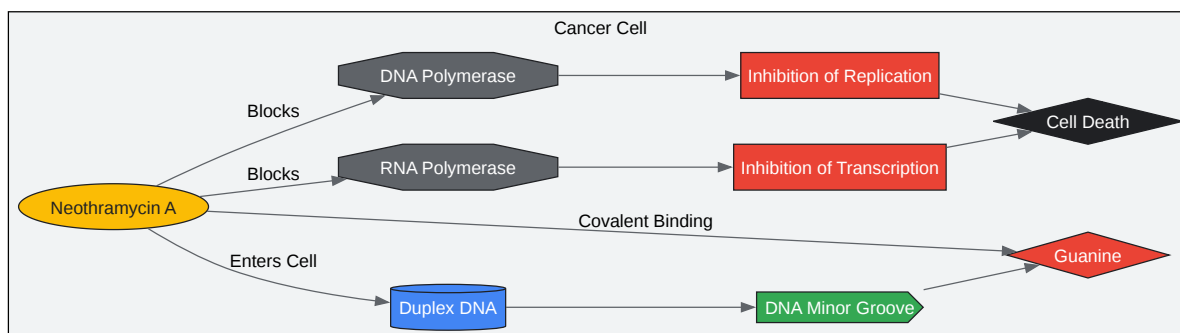 Cancer Cell
DNA Polymerase
Inhibition of Replication
Blocks
Cell Death
Blocks
RNA Polymerase
Inhibition of Transcription
Neothramycin A
Covalent Binding
Guanine
Enters Cell
Duplex DNA
DNA Minor Groove